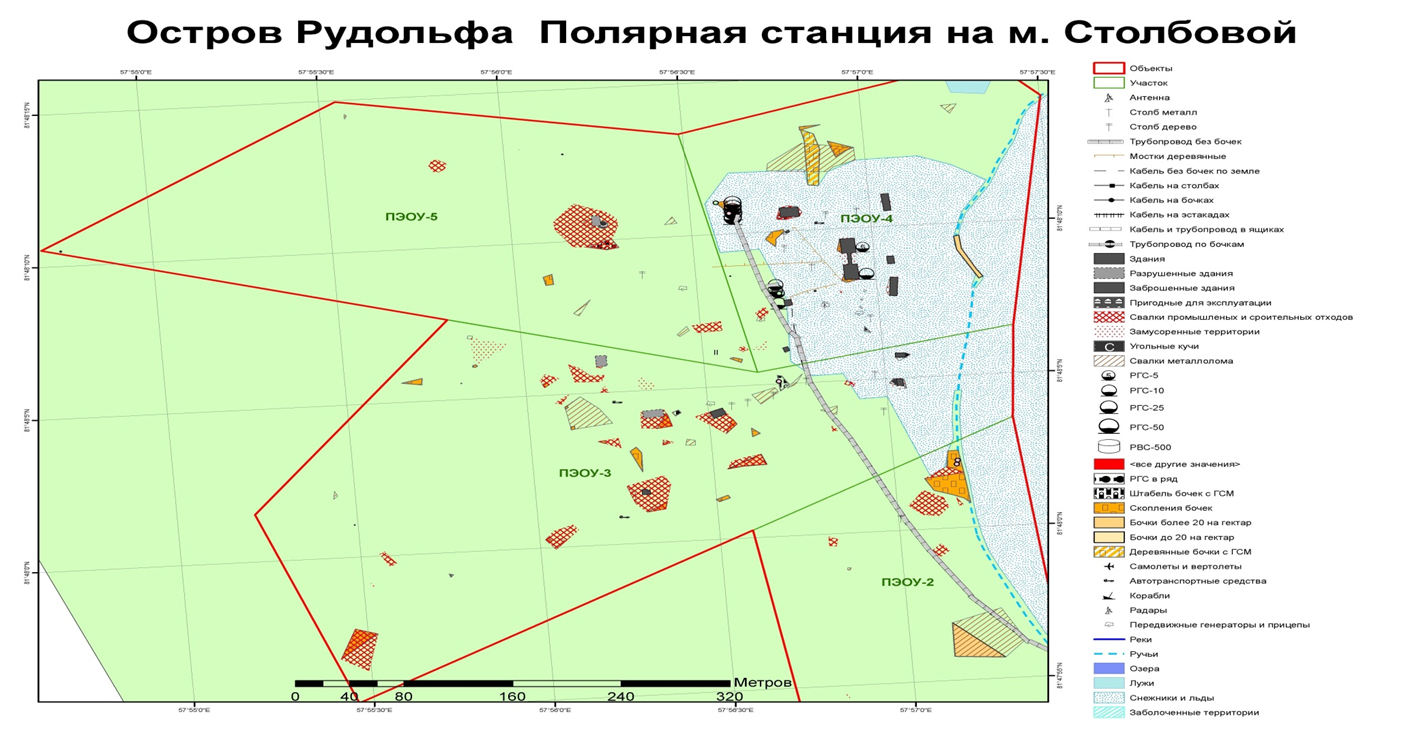 Остров Рудольфа  Полярная станция на м. Столбовой
57°55'0"E
57°55'30"E
57°56'0"E
57°56'30"E
57°57'0"E
57°57'30"E
ПЭОУ-5
ПЭОУ-4
ПЭОУ-3
ПЭОУ-2
Метров
0
40
80
160
240
320
57°55'0"E
57°55'30"E
57°56'0"E
57°56'30"E
57°57'0"E
Объекты
Участок
Антенна
Столб металл
Столб дерево
Трубопровод без бочек
Мостки деревянные
Кабель без бочек по земле
Кабель на столбах
Кабель на бочках
Кабель на эстакадах
Кабель и трубопровод в ящиках
Трубопровод по бочкам
Здания
Разрушенные здания
Заброшенные здания
Пригодные для эксплуатации
Свалки промышленых и сроительных отходов
Замусоренные территории
С Угольные кучи
Свалки металлолома
5 РГС-5
РГС-10
РГС-25
РГС-50
РВС-500
<все другие значения>
РГС в ряд
Штабель бочек с ГСМ
Скопления бочек
Бочки более 20 на гектар
Бочки до 20 на гектар
Деревянные бочки с ГСМ
Самолеты и вертолеты
Автотранспортные средства
Корабли
Радары
Передвижные генераторы и прицепы
Реки
Ручьи
Озера
Лужи
Снежники и льды
Заболоченные территории